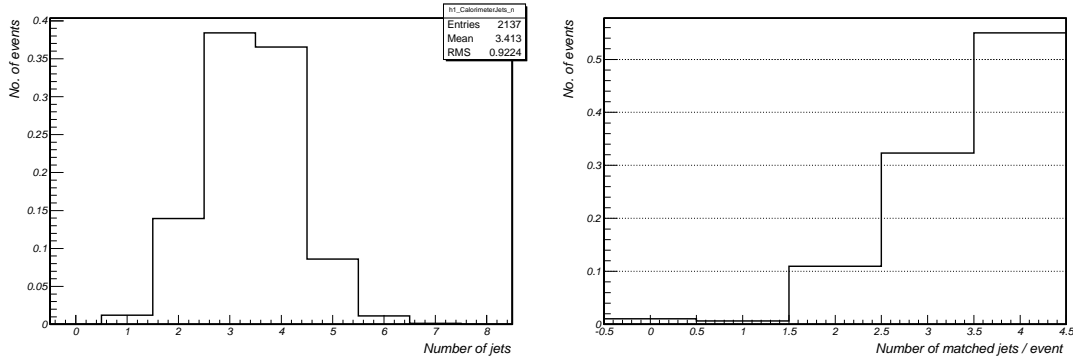 h1_CalorimeterJets_n
Entries 2137
Mean 3.413
RMS 0.9224
No. of events
0.4
0.35
0.3
0.25
0.2
0.15
0.1
0.05
0
0 1 2 3 4 5 6 7 8
Number of jets
No. of events
0.5
0.4
0.3
0.2
0.1
0
-0.5 0 0.5 1 1.5 2 2.5 3 3.5 4 4.5
Number of matched jets / event